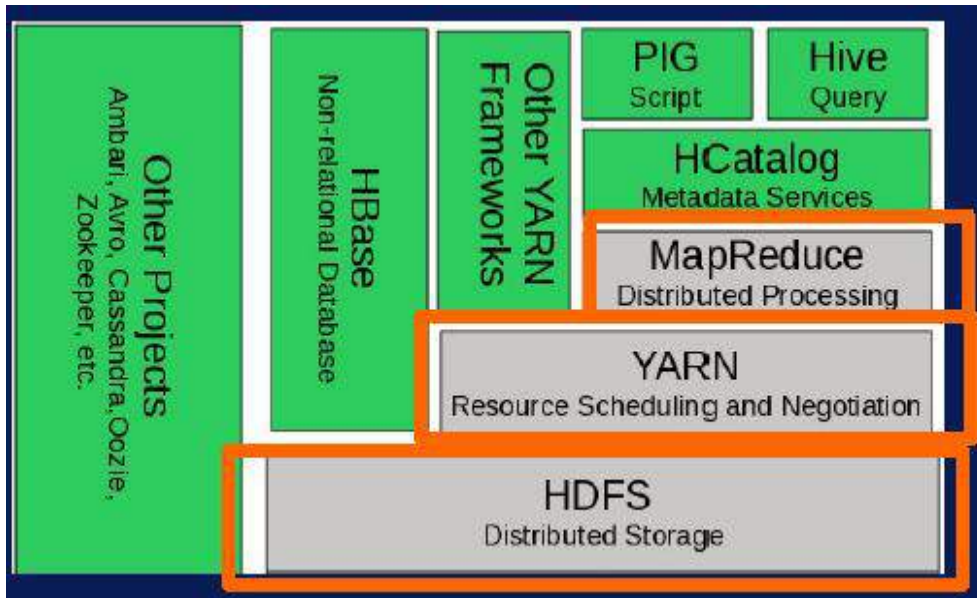 Other Projects
Ambari, Avro, Cassandra,Oozie,
Zookeeper, etc.
HBase
Non-relational Database
Other YARN
Frameworks
PIG
Script
Hive
Query
HCatalog
Metadata Services
MapReduce
Distributed Processing
YARN
Resource Scheduling and Negotiation
HDFS
Distributed Storage